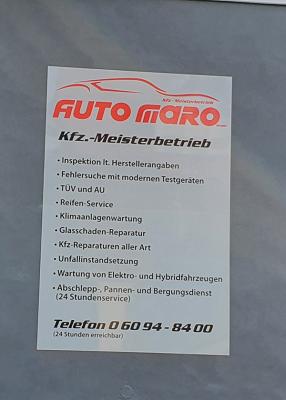 Kfz - Meisterbetrieb
AUTO MARO
Kfz.-Meisterbetrieb
• Inspektion lt. Herstellerangaben
• Fehlersuche mit modernen Testgeräten
• TÜV und AU
• Reifen-Service
• Klimaanlagenwartung
• Glasschaden-Reparatur
• Kfz-Reparaturen aller Art
• Unfallinstandsetzung
• Wartung von Elektro- und Hybridfahrzeugen
• Abschlepp-, Pannen- und Bergungsdienst
(24 Stundenservice)
Telefon 0 60 94 - 84 00
(24 Stunden erreichbar)